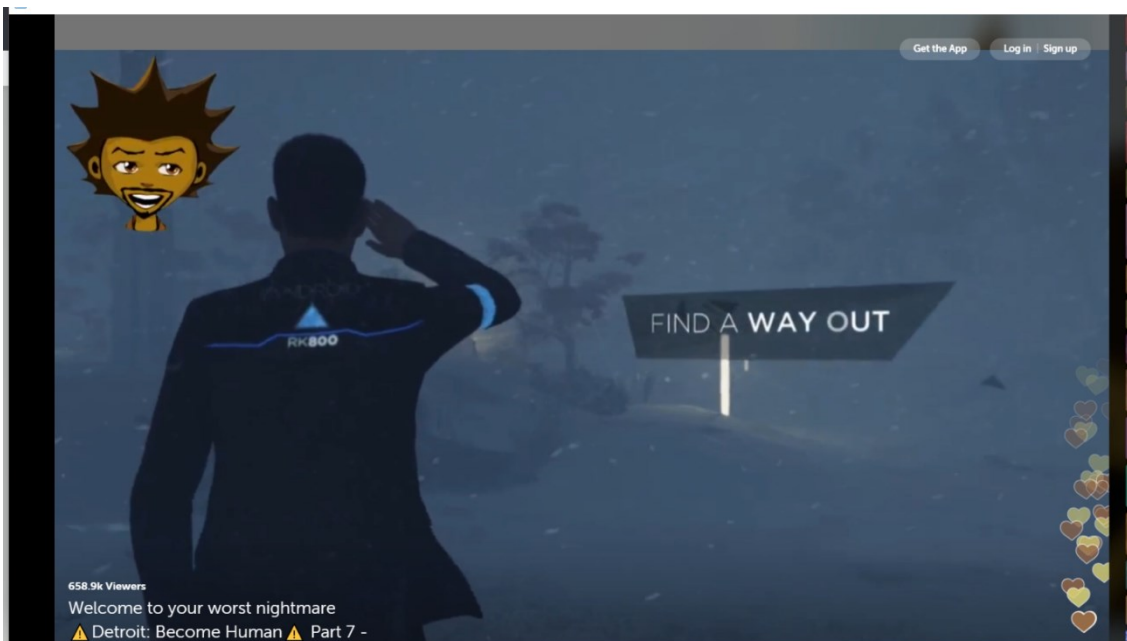 Get the App
Log in Sign up
FIND A WAY OUT
RK800
658.9k Viewers
Welcome to your worst nightmare
⚠ Detroit: Become Human ⚠ Part 7 -